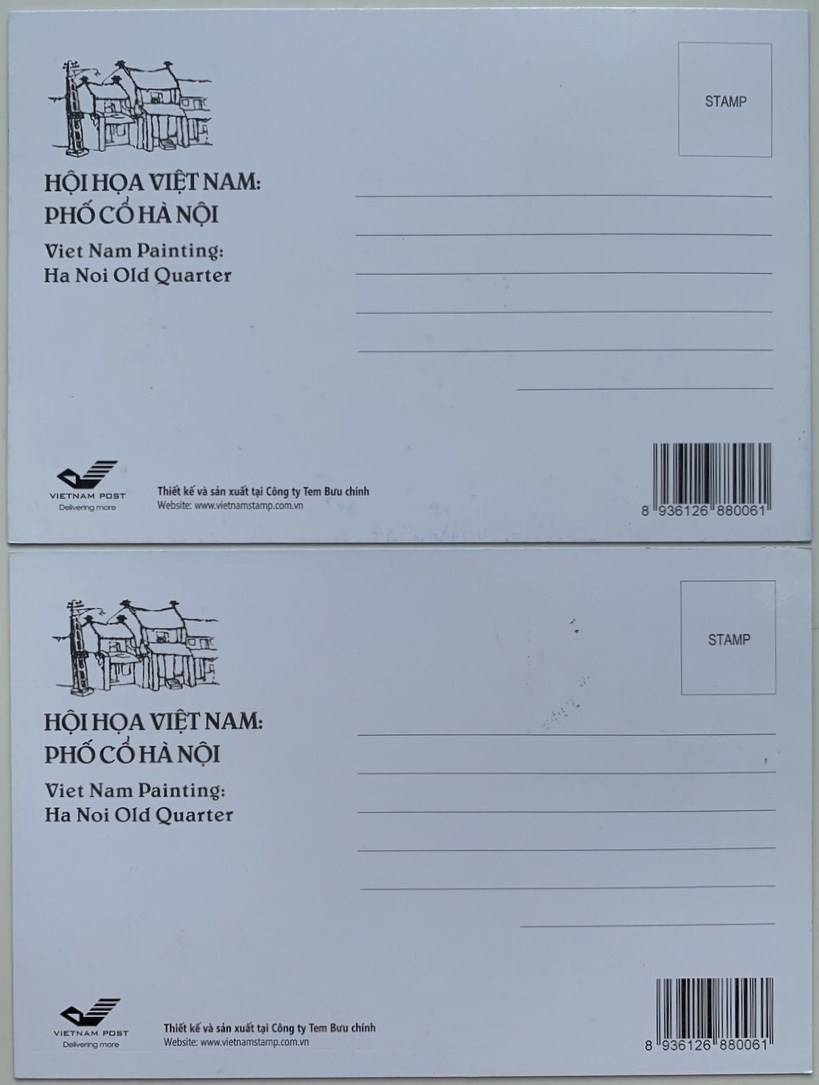 HỘI HỌA VIỆT NAM:
PHỐ CỔ HÀ NỘI
Viet Nam Painting:
Ha Noi Old Quarter
STAMP
VIETNAM POST
Delivering more
Thiết kế và sản xuất tại Công ty Tem Bưu chính
Website: www.vietnamstamp.com.vn
8 936126 880061
HỘI HỌA VIỆT NAM:
PHỐ CỔ HÀ NỘI
Viet Nam Painting:
Ha Noi Old Quarter
STAMP
VIETNAM POST
Delivering more
Thiết kế và sản xuất tại Công ty Tem Bưu chính
Website: www.vietnamstamp.com.vn
8 936126 880061